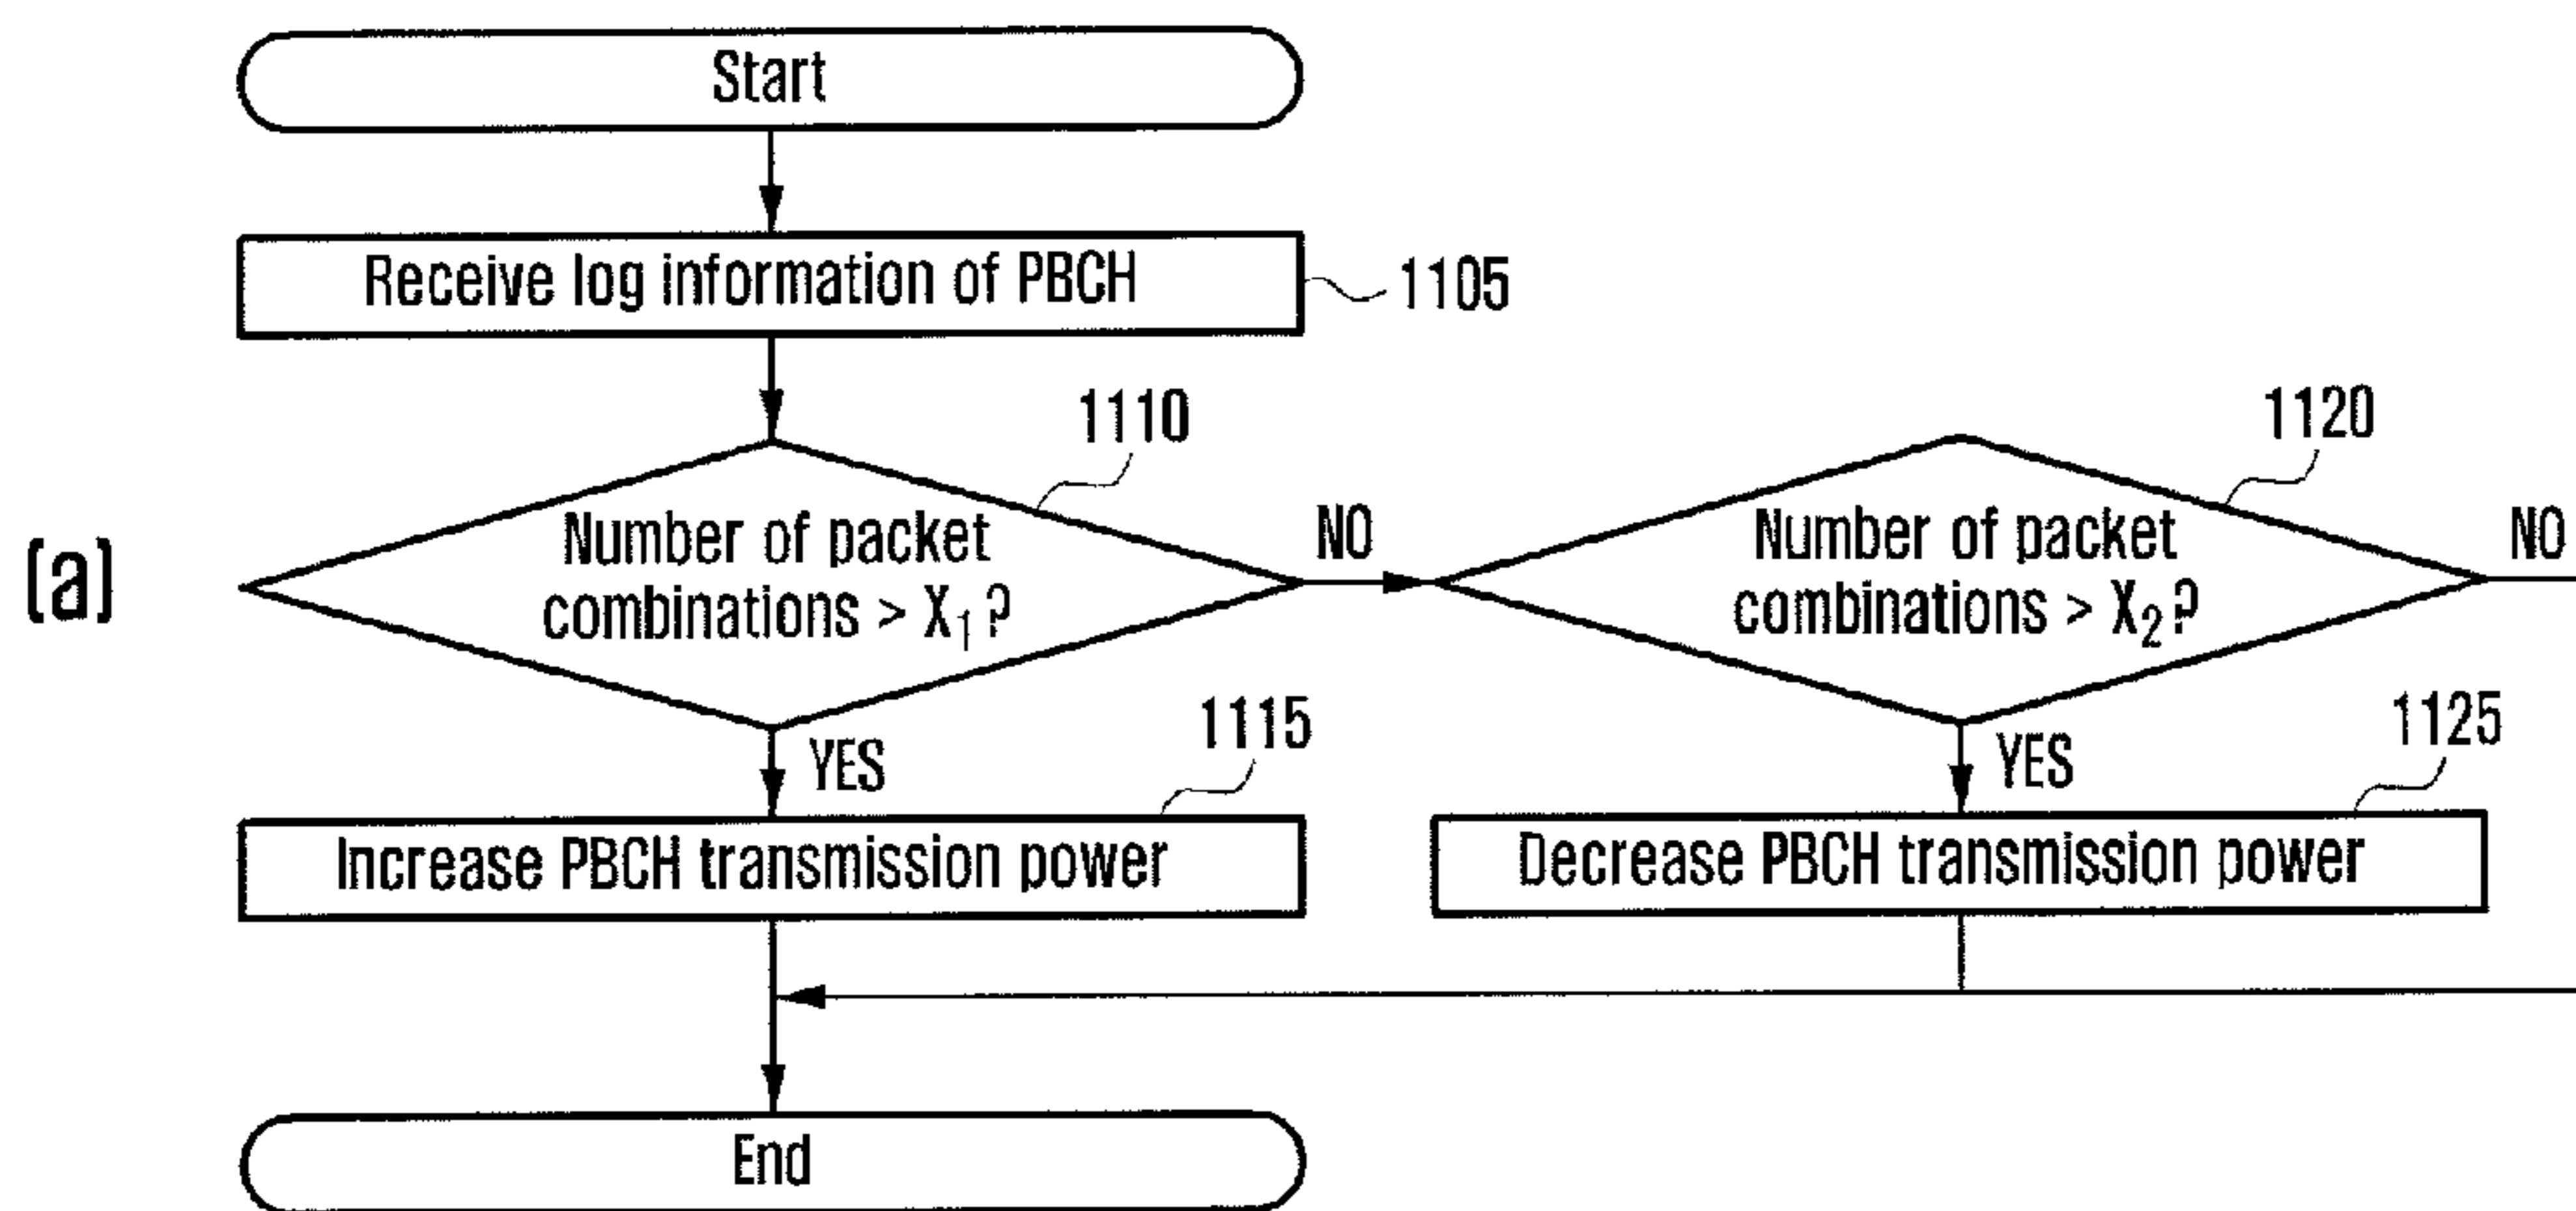 Start
Receive log information of PBCH
1105
1110
1120
(a)
Number of packet
combinations > X₁?
NO
Number of packet
combinations > X₂?
NO
YES
1115
YES
1125
Increase PBCH transmission power
Decrease PBCH transmission power
End